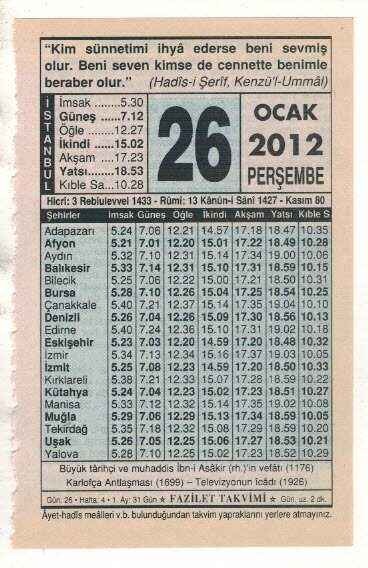 “Kim sünnetimi ihyâ ederse beni sevmiş
olur. Beni seven kimse de cennette benimle
beraber olur.” (Hadîs-i Şerîf, Kenzü'l-Ummâl)
İSTANBUL
İmsak ......5.30
Güneş ......7.12
Öğle .......12.27
İkindi ......15.02
Akşam .....17.23
Yatsı........18.53
Kıble Sa...10.28
26
OCAK
2012
PERŞEMBE
Hicrî: 3 Rebiulevvel 1433 - Rûmî: 13 Kânûn-i Sânî 1427 - Kasım 80
Şehirler İmsak Güneş Öğle İkindi Akşam Yatsı Kıble S.
Adapazarı 5.24 7.06 12.21 14.57 17.18 18.47 10.35
Afyon 5.21 7.01 12.20 15.01 17.22 18.49 10.28
Aydın 5.32 7.10 12.31 15.14 17.34 19.00 10.06
Balıkesir 5.33 7.14 12.31 15.10 17.31 18.59 10.15
Bilecik 5.25 7.06 12.22 15.00 17.21 18.50 10.31
Bursa 5.28 7.10 12.26 15.04 17.25 18.54 10.25
Çanakkale 5.40 7.21 12.37 15.14 17.35 19.04 10.10
Denizli 5.26 7.04 12.26 15.09 17.30 18.56 10.13
Edirne 5.40 7.24 12.36 15.10 17.31 19.02 10.18
Eskişehir 5.23 7.03 12.20 14.59 17.20 18.48 10.32
İzmir 5.34 7.13 12.34 15.16 17.37 19.03 10.05
İzmit 5.25 7.08 12.23 14.59 17.20 18.50 10.33
Kırklareli 5.38 7.21 12.33 15.07 17.28 18.59 10.22
Kütahya 5.24 7.04 12.23 15.02 17.23 18.51 10.27
Manisa 5.33 7.12 12.32 15.14 17.35 19.02 10.08
Muğla 5.29 7.06 12.29 15.13 17.34 18.59 10.05
Tekirdağ 5.35 7.18 12.32 15.08 17.29 18.59 10.20
Uşak 5.26 7.05 12.25 15.06 17.27 18.53 10.21
Yalova 5.28 7.10 12.25 15.02 17.23 18.52 10.29
Büyük târihçi ve muhaddis İbn-i Asâkir (rh.)'in vefâtı (1176)
Karlofça Antlaşması (1699) – Televizyonun îcâdı (1926)
Gün: 26 • Hafta: 4 • 1. Ay: 31 Gün ★ FAZİLET TAKVİMİ ★ Gün, uz. 2 dk.
Âyet-hadîs meâlleri v.b. bulunduğundan takvim yapraklarını yerlere atmayınız.